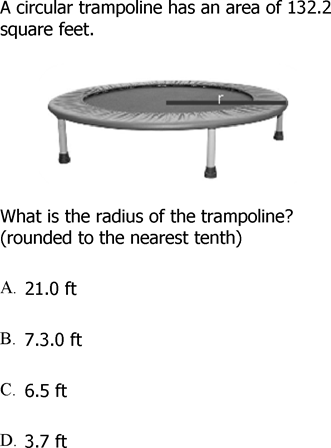 A circular trampoline has an area of 132.2
square feet.
r
What is the radius of the trampoline?
(rounded to the nearest tenth)
A. 21.0 ft
B. 7.3.0 ft
C. 6.5 ft
D. 3.7 ft